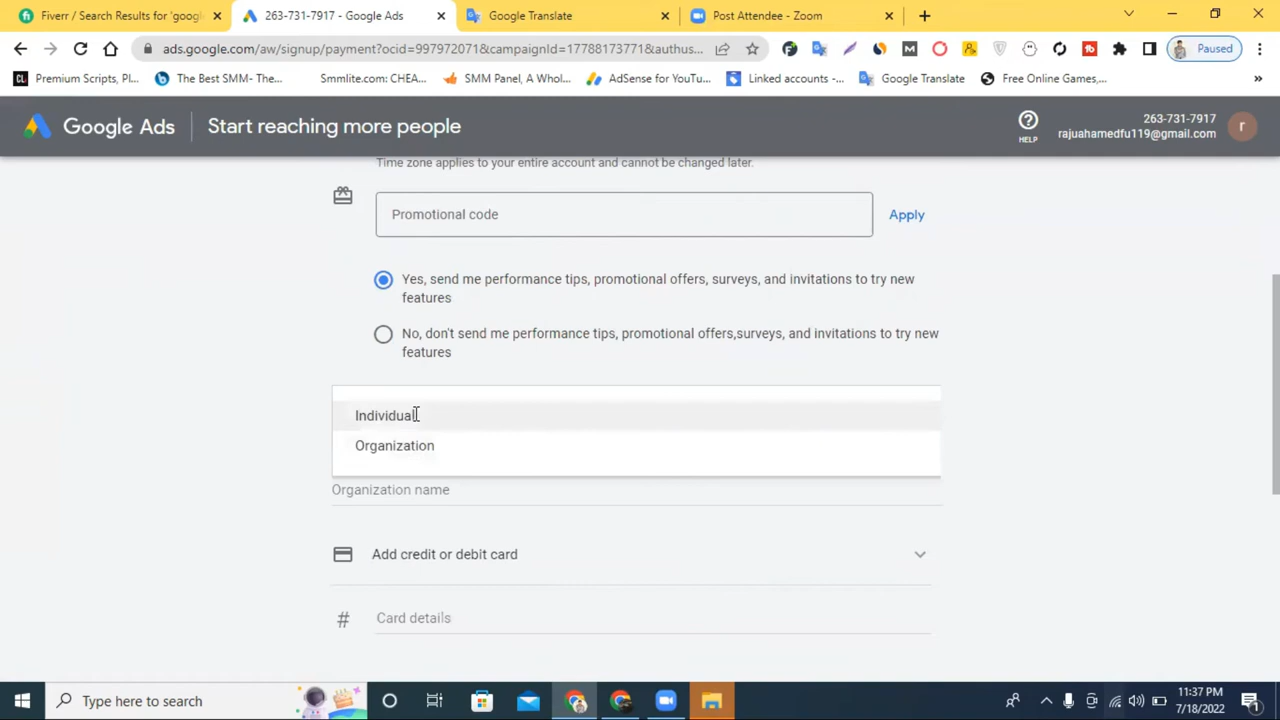 Fiverr / Search Results for 'googl
263-731-7917 - Google Ads
Google Translate
Post Attendee - Zoom
ads.google.com/aw/signup/payment?ocid=997972071&campaignId=17788173771&authus...
Paused
Premium Scripts, Pl...
The Best SMM- The...
Smmlite.com: CHEA...
SMM Panel, A Whol...
AdSense for YouTu...
Linked accounts -...
Google Translate
Free Online Games,...
Google Ads
Start reaching more people
HELP
263-731-7917
rajuahamedfu119@gmail.com
r
Time zone applies to your entire account and cannot be changed later.
Promotional code
Apply
Yes, send me performance tips, promotional offers, surveys, and invitations to try new
features
No, don't send me performance tips, promotional offers,surveys, and invitations to try new
features
Individual
Organization
Organization name
Add credit or debit card
# Card details
Type here to search
11:37 PM
7/18/2022